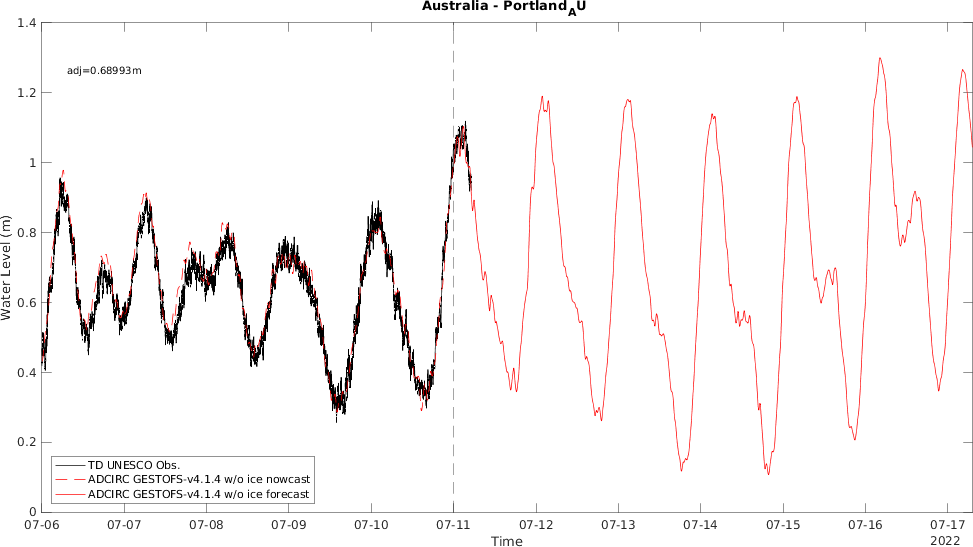 Australia - Portland_AU
1.4
1.2
1
0.8
0.6
0.4
0.2
0
Water Level (m)
adj=0.68993m
TD UNESCO Obs.
ADCIRC GESTOFS-v4.1.4 w/o ice nowcast
ADCIRC GESTOFS-v4.1.4 w/o ice forecast
07-06 07-07 07-08 07-09 07-10 07-11 07-12 07-13 07-14 07-15 07-16 07-17
Time 2022